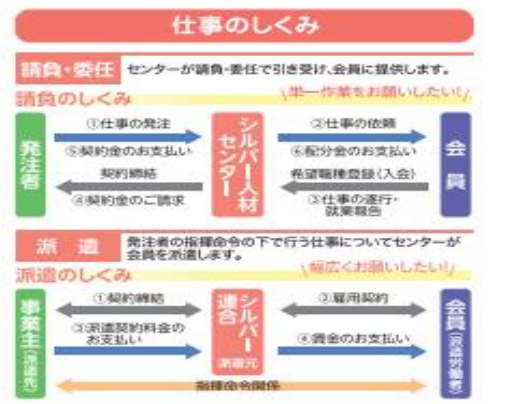 仕事のしくみ
請負・委任
センターが請負・委任で引き受け、会員に提供します。
請負のしくみ
単一作業をお願いしたい!
発注者
①仕事の発注
⑤契約金のお支払い
契約締結
④契約金のご請求
シルバー人材センター
②仕事の依頼
⑥配分金のお支払い
希望職種登録(入会)
③仕事の遂行・
就業報告
会員
派遣
発注者の指揮命令の下で行う仕事についてセンターが
会員を派遣します。
派遣のしくみ
幅広くお願いしたい!
事業主(派遣先)
①契約締結
③派遣契約料金の
お支払い
シルバー連合
派遣元
②雇用契約
④賃金のお支払い
会員(派遣労働者)
指揮命令関係